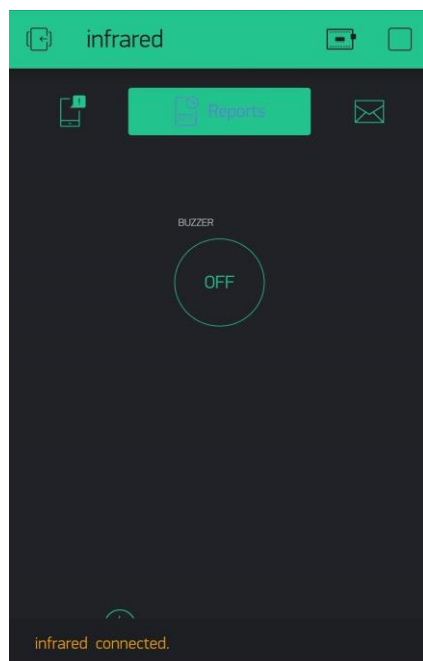 infrared
Reports
BUZZER
OFF
infrared connected.